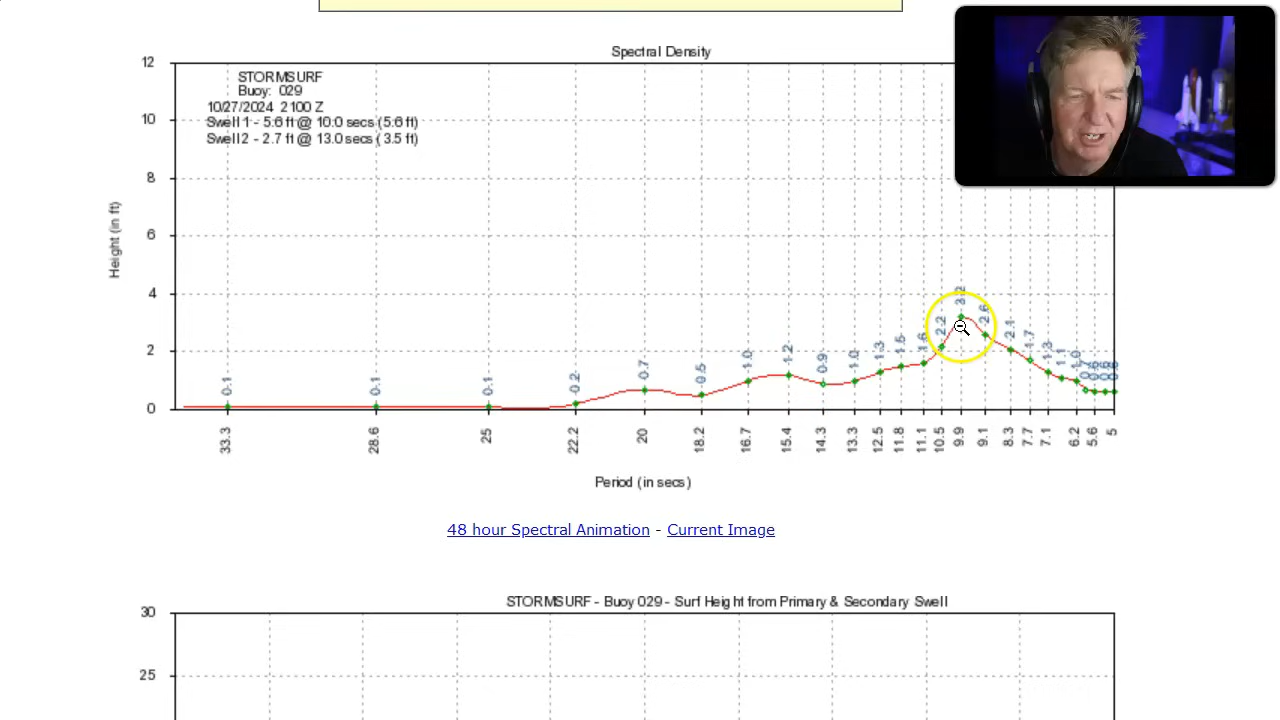 Spectral Density
STORMSURF
Buoy: 029
10/27/2024 2100 Z
Swell 1 - 5.6 ft @ 10.0 secs (5.6 ft)
Swell 2 - 2.7 ft @ 13.0 secs ( 3.5 ft)
Height (in ft)
12
10
8
6
4
2
0
0.1 0.1 0.1 0.2 0.7 0.5 1.0 1.2 0.9 1.0 1.3 1.5 1.6 2.2 3.2 2.6 2.1 1.7 1.3 1.1 1.0 0.7
33.3 28.6 25 22.2 20 18.2 16.7 15.4 14.3 13.3 12.5 11.8 11.1 10.5 9.9 9.1 8.3 7.7 7.1 6.2 5.6 5
Period (in secs)
48 hour Spectral Animation - Current Image
STORMSURF - Buoy 029 - Surf Height from Primary & Secondary Swell
30
25